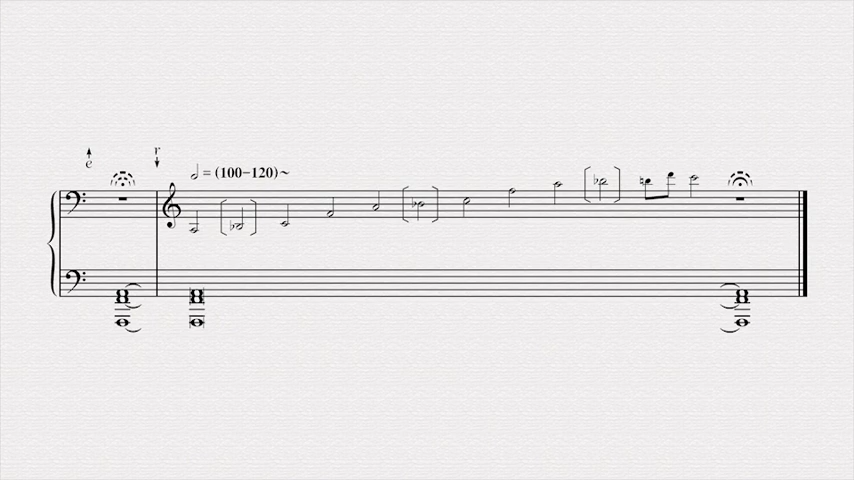 r
e
𝅗𝅥 = (100–120)~